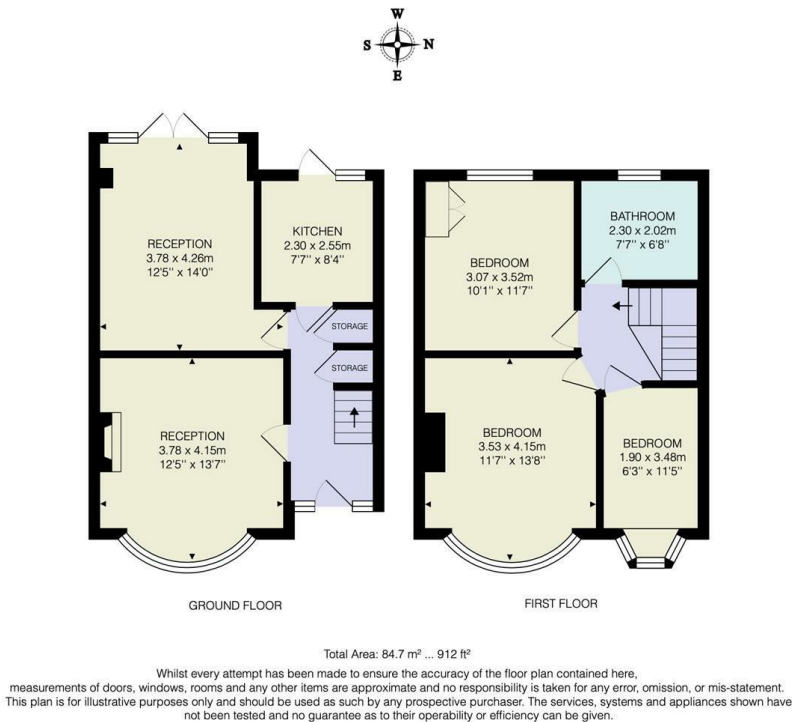 W
S N
E
RECEPTION
3.78 x 4.26m
12'5'' x 14'0''
KITCHEN
2.30 x 2.55m
7'7'' x 8'4''
STORAGE
STORAGE
RECEPTION
3.78 x 4.15m
12'5'' x 13'7''
GROUND FLOOR
BEDROOM
3.07 x 3.52m
10'1'' x 11'7''
BATHROOM
2.30 x 2.02m
7'7'' x 6'8''
BEDROOM
3.53 x 4.15m
11'7'' x 13'8''
BEDROOM
1.90 x 3.48m
6'3'' x 11'5''
FIRST FLOOR
Total Area: 84.7 m² ... 912 ft²
Whilst every attempt has been made to ensure the accuracy of the floor plan contained here,
measurements of doors, windows, rooms and any other items are approximate and no responsibility is taken for any error, omission, or mis-statement.
This plan is for illustrative purposes only and should be used as such by any prospective purchaser. The services, systems and appliances shown have
not been tested and no guarantee as to their operability or efficiency can be given.